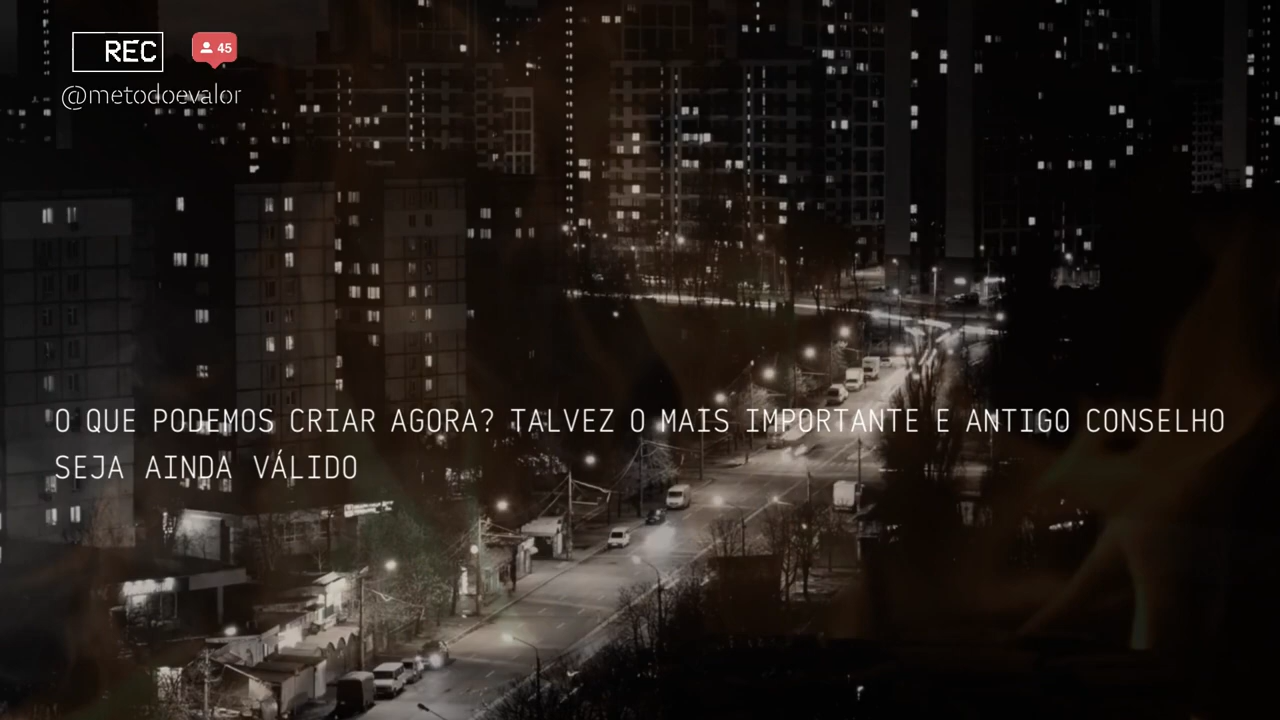 REC
45
@metodoevalor
O QUE PODEMOS CRIAR AGORA? TALVEZ O MAIS IMPORTANTE E ANTIGO CONSELHO
SEJA AINDA VÁLIDO